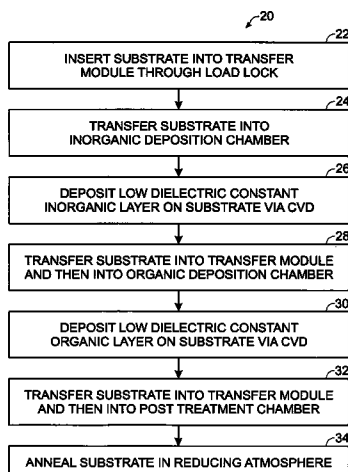 20
22
INSERT SUBSTRATE INTO TRANSFER
MODULE THROUGH LOAD LOCK
24
TRANSFER SUBSTRATE INTO
INORGANIC DEPOSITION CHAMBER
26
DEPOSIT LOW DIELECTRIC CONSTANT
INORGANIC LAYER ON SUBSTRATE VIA CVD
28
TRANSFER SUBSTRATE INTO TRANSFER MODULE
AND THEN INTO ORGANIC DEPOSITION CHAMBER
30
DEPOSIT LOW DIELECTRIC CONSTANT
ORGANIC LAYER ON SUBSTRATE VIA CVD
32
TRANSFER SUBSTRATE INTO TRANSFER MODULE
AND THEN INTO POST TREATMENT CHAMBER
34
ANNEAL SUBSTRATE IN REDUCING ATMOSPHERE